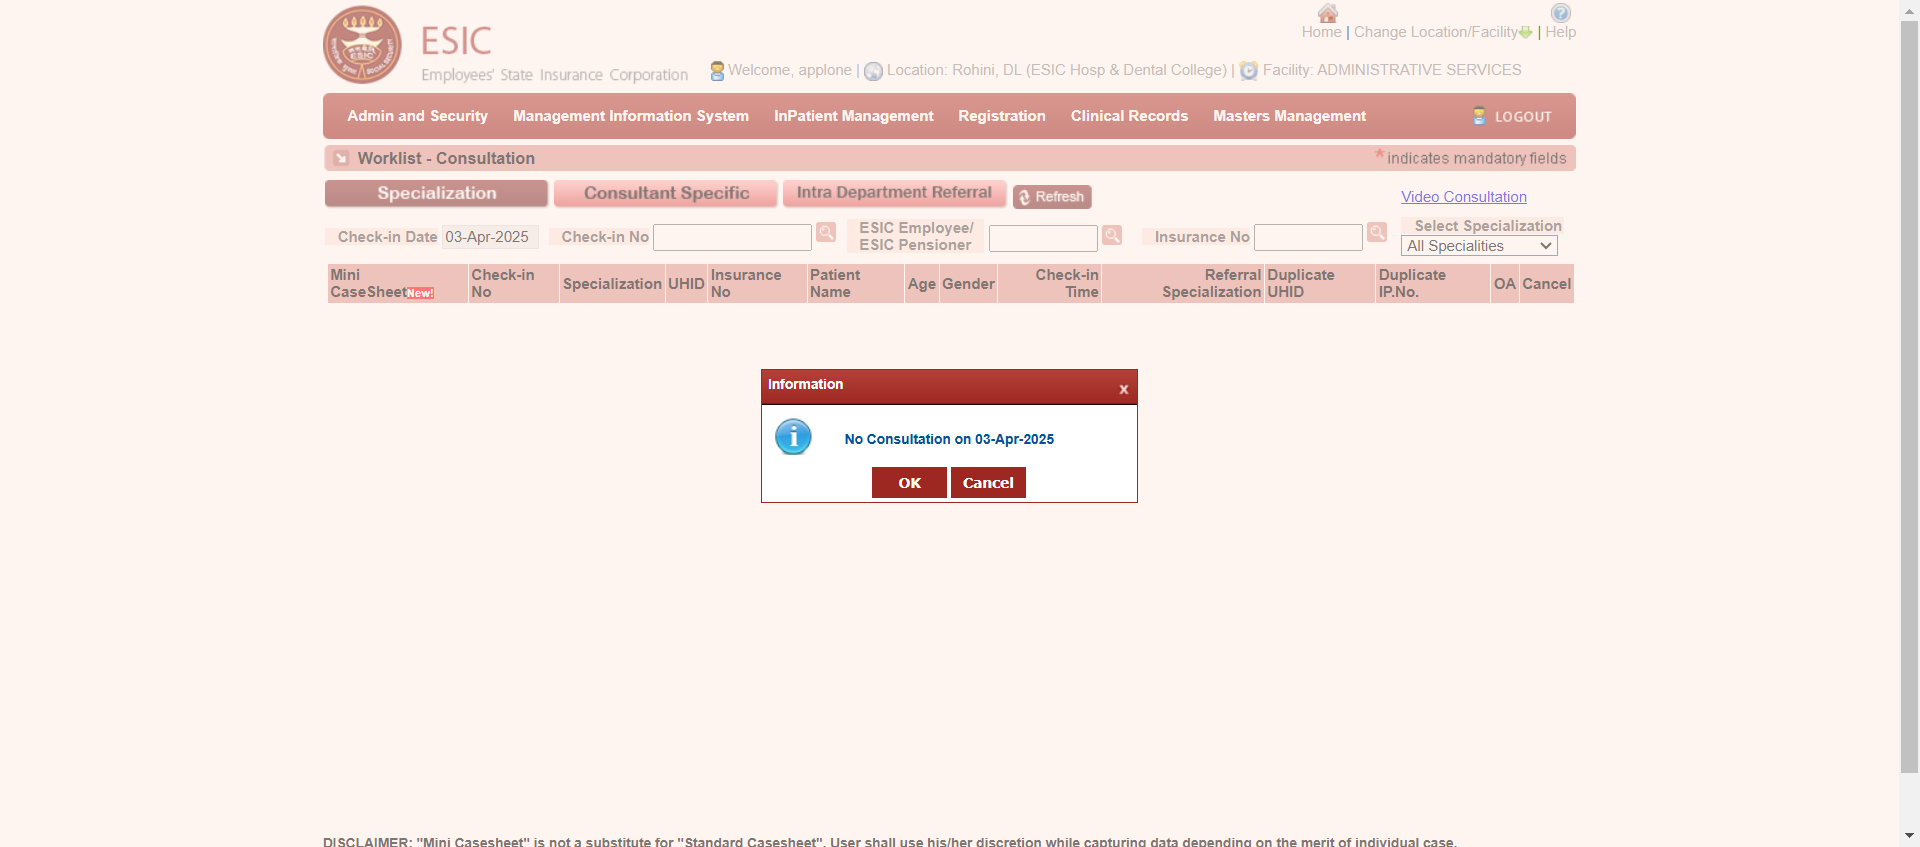 ESIC
Employees' State Insurance Corporation
Home | Change Location/Facility | Help
Welcome, applone | Location: Rohini, DL (ESIC Hosp & Dental College) | Facility: ADMINISTRATIVE SERVICES
Admin and Security Management Information System InPatient Management Registration Clinical Records Masters Management LOGOUT
Worklist - Consultation * indicates mandatory fields
Specialization Consultant Specific Intra Department Referral Refresh Video Consultation
Check-in Date 03-Apr-2025 Check-in No ESIC Employee/ Insurance No Select Specialization
ESIC Pensioner All Specialities
Mini Check-in Specialization UHID Insurance Patient Age Gender Check-in Referral Duplicate Duplicate OA Cancel
CaseSheet New! No No Name Time Specialization UHID IP.No.
Information x
No Consultation on 03-Apr-2025
OK Cancel
DISCLAIMER: "Mini Casesheet" is not a substitute for "Standard Casesheet". User shall use his/her discretion while capturing data depending on the merit of individual case.